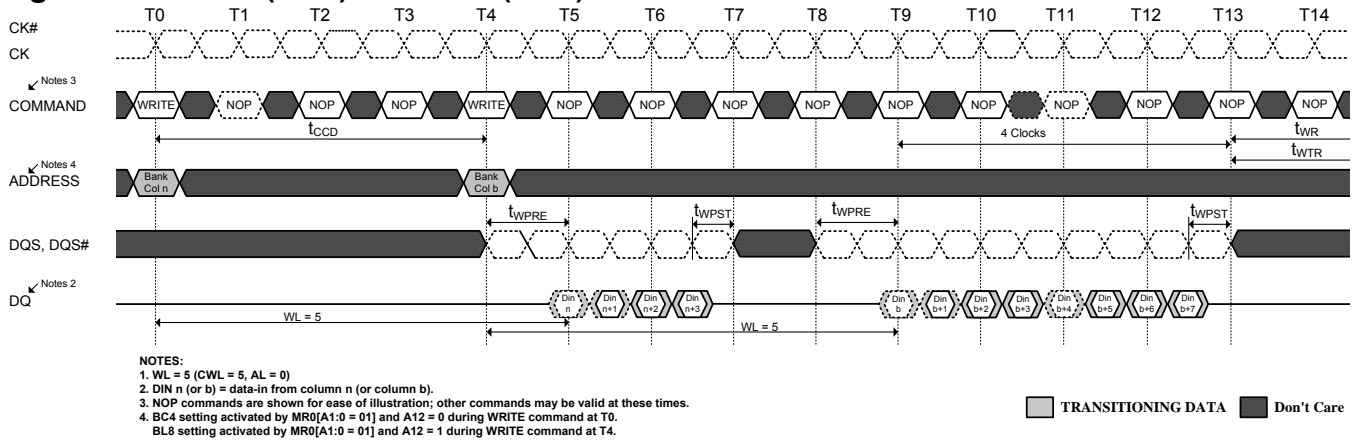 T0 T1 T2 T3 T4 T5 T6 T7 T8 T9 T10 T11 T12 T13 T14
CK#
CK
Notes 3
COMMAND
WRITE NOP NOP NOP WRITE NOP NOP NOP NOP NOP NOP NOP NOP NOP NOP
tCCD
4 Clocks
tWR
tWTR
Notes 4
ADDRESS
Bank
Col n
Bank
Col b
tWPRE tWPST tWPRE tWPST
DQS, DQS#
Notes 2
DQ
Din
n
Din
n+1
Din
n+2
Din
n+3
Din
b
Din
b+1
Din
b+2
Din
b+3
Din
b+4
Din
b+5
Din
b+6
Din
b+7
WL = 5
WL = 5
NOTES:
1. WL = 5 (CWL = 5, AL = 0)
2. DIN n (or b) = data-in from column n (or column b).
3. NOP commands are shown for ease of illustration; other commands may be valid at these times.
4. BC4 setting activated by MR0[A1:0 = 01] and A12 = 0 during WRITE command at T0.
BL8 setting activated by MR0[A1:0 = 01] and A12 = 1 during WRITE command at T4.
TRANSITIONING DATA
Don't Care